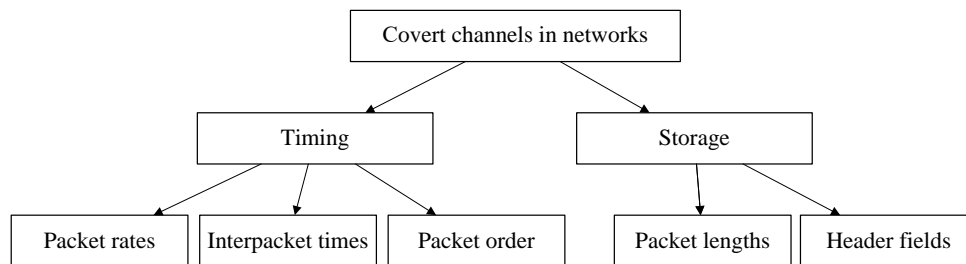 Covert channels in networks
Timing
Storage
Packet rates
Interpacket times
Packet order
Packet lengths
Header fields